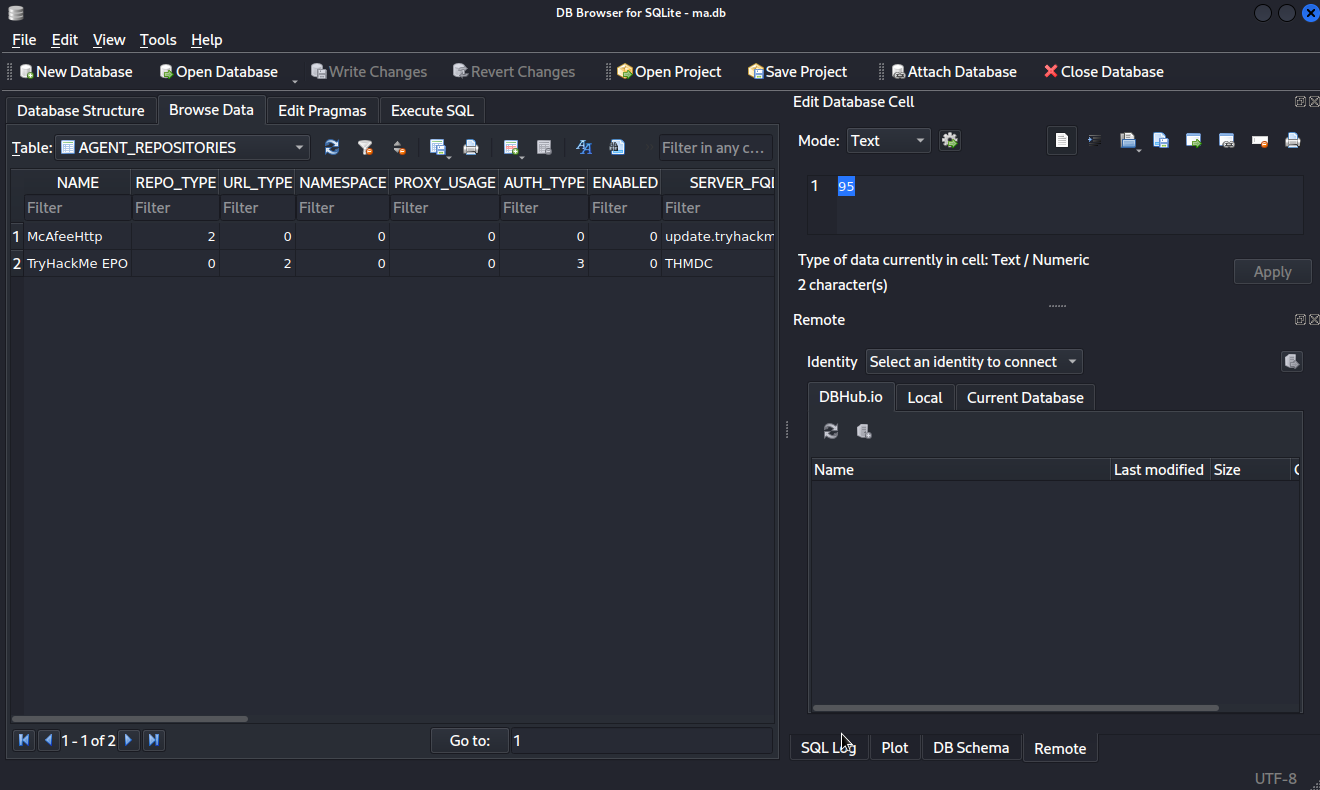 DB Browser for SQLite - ma.db
File Edit View Tools Help
New Database Open Database Write Changes Revert Changes Open Project Save Project Attach Database Close Database
Database Structure Browse Data Edit Pragmas Execute SQL
Table: AGENT_REPOSITORIES Filter in any c...
NAME REPO_TYPE URL_TYPE NAMESPACE PROXY_USAGE AUTH_TYPE ENABLED SERVER_FQD
Filter Filter Filter Filter Filter Filter Filter Filter
1 McAfeeHttp 2 0 0 0 0 0 update.tryhackm
2 TryHackMe EPO 0 2 0 0 3 0 THMDC
1 - 1 of 2 Go to: 1
Edit Database Cell
Mode: Text
1 95
Type of data currently in cell: Text / Numeric
2 character(s)
Apply
Remote
Identity Select an identity to connect
DBHub.io Local Current Database
Name Last modified Size
SQL Log Plot DB Schema Remote
UTF-8